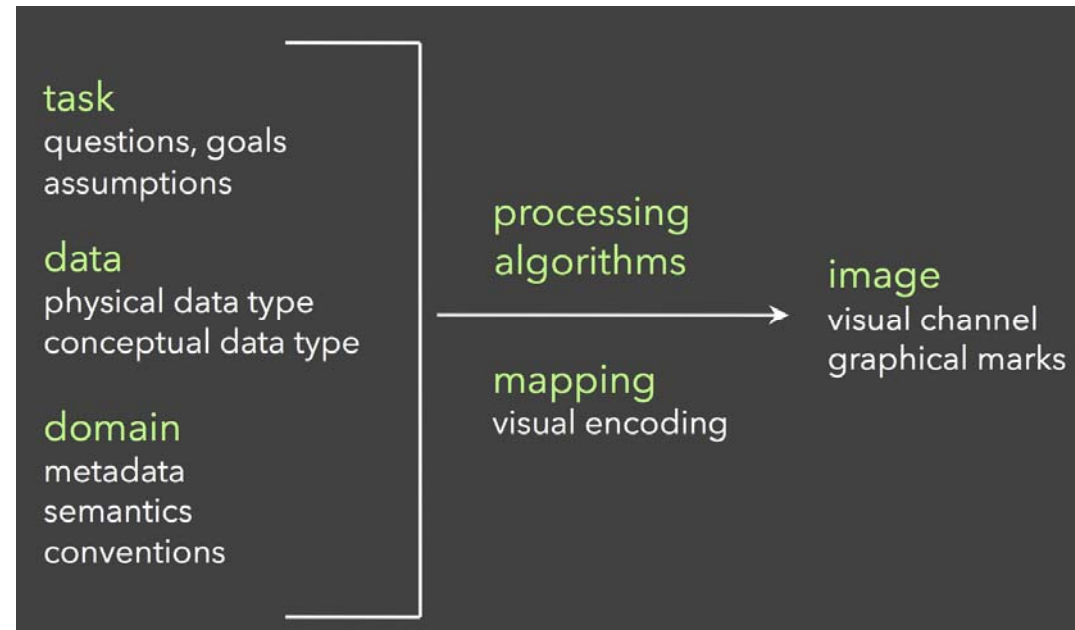 task
questions, goals
assumptions
data
physical data type
conceptual data type
domain
metadata
semantics
conventions
processing
algorithms
mapping
visual encoding
image
visual channel
graphical marks